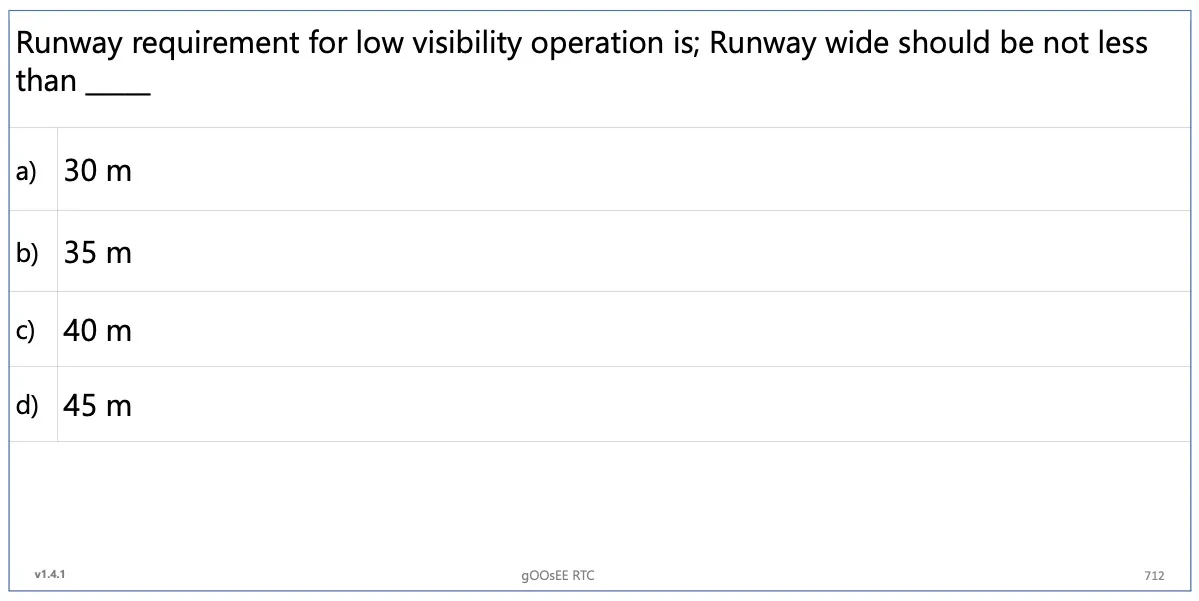 Runway requirement for low visibility operation is; Runway wide should be not less
than _____
a) 30 m
b) 35 m
c) 40 m
d) 45 m
v1.4.1 gOOsEE RTC 712